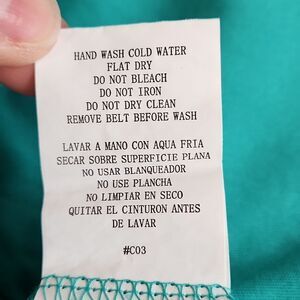 HAND WASH COLD WATER
FLAT DRY
DO NOT BLEACH
DO NOT IRON
DO NOT DRY CLEAN
REMOVE BELT BEFORE WASH
LAVAR A MANO CON AQUA FRIA
SECAR SOBRE SUPERFICIE PLANA
NO USAR BLANQUEADOR
NO USE PLANCHA
NO LIMPIAR EN SECO
QUITAR EL CINTURON ANTES
DE LAVAR
#C03